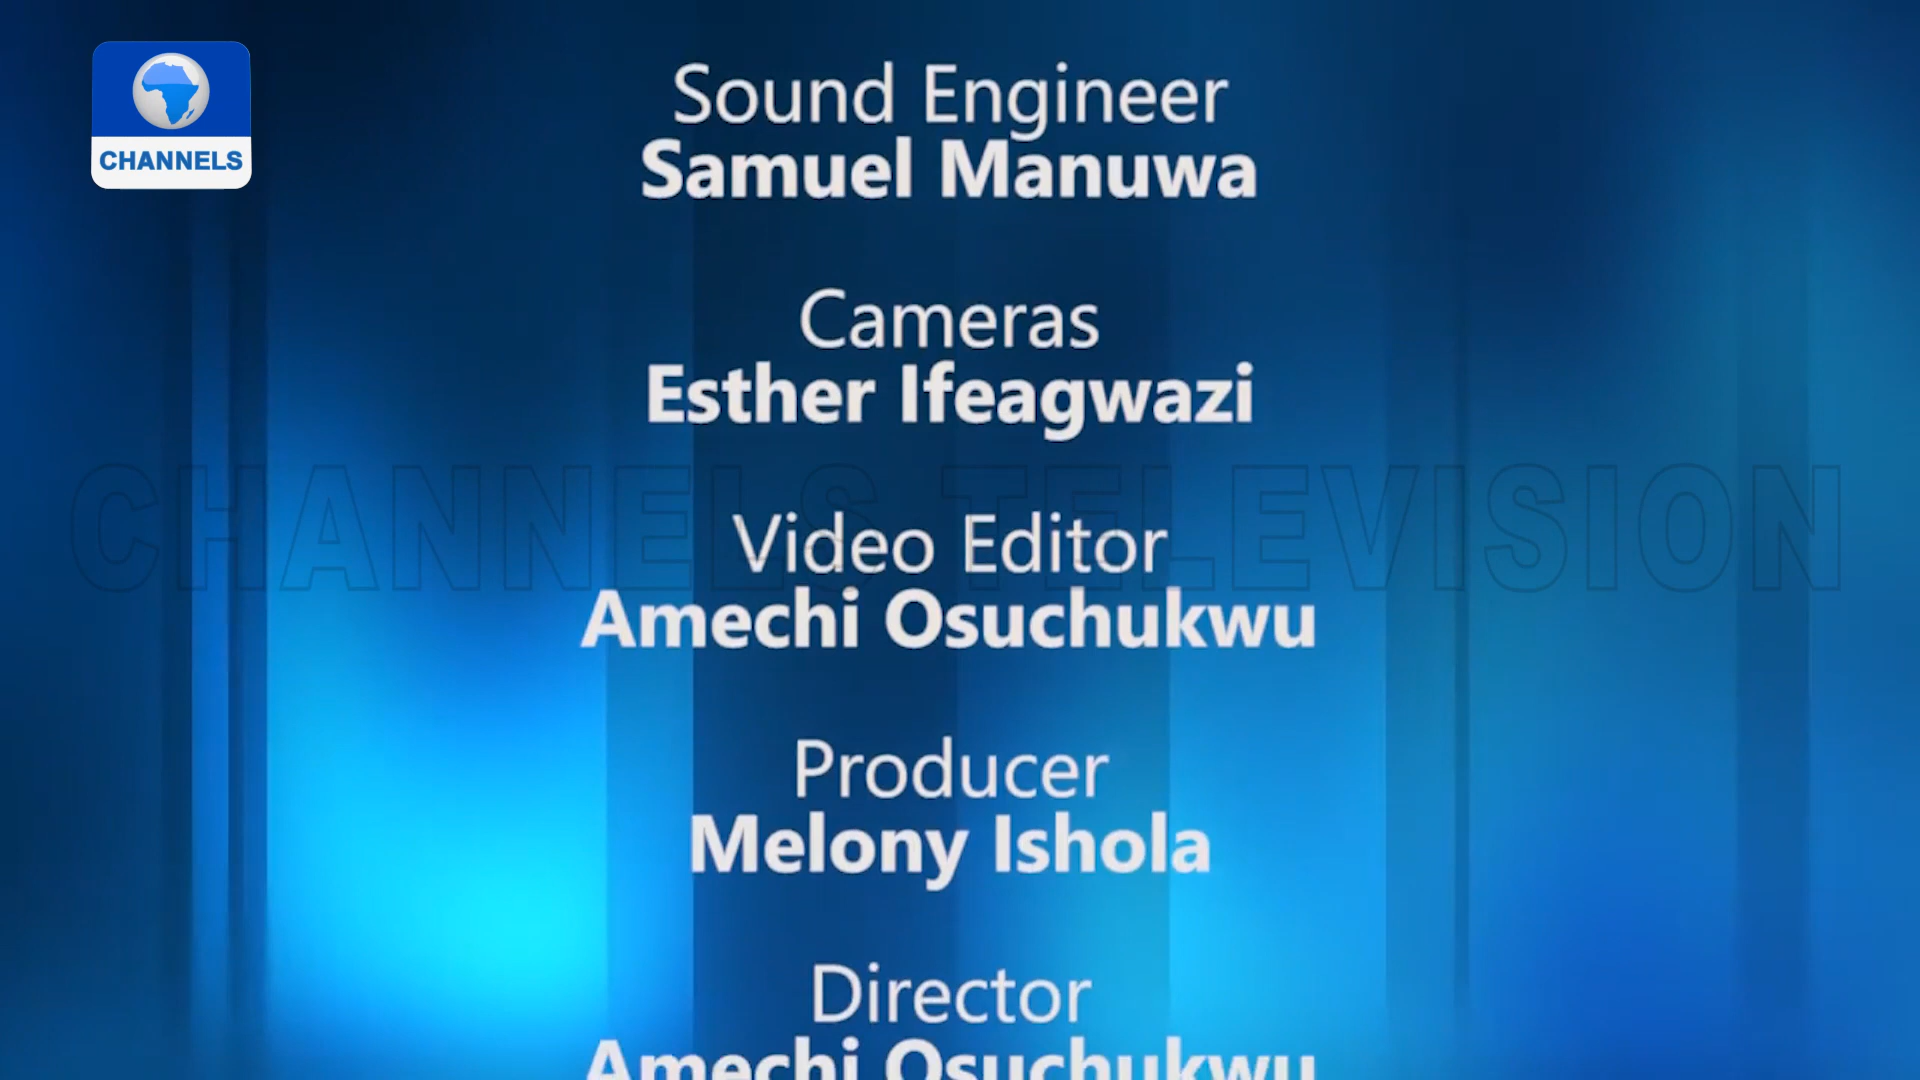 CHANNELS
Sound Engineer
Samuel Manuwa
Cameras
Esther Ifeagwazi
CHANNELS TELEVISION
Video Editor
Amechi Osuchukwu
Producer
Melony Ishola
Director
Amechi Osuchukwu